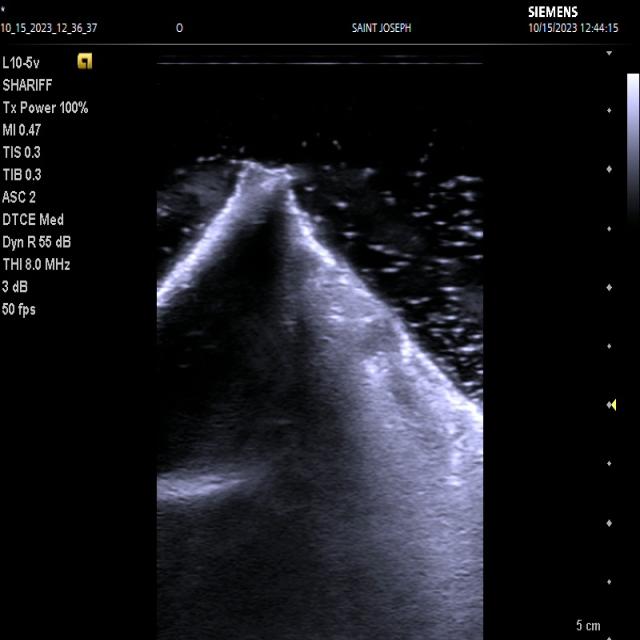 SIEMENS
10_15_2023_12_36_37 O SAINT JOSEPH 10/15/2023 12:44:15
L10-5v
SHARIFF
Tx Power 100%
MI 0.47
TIS 0.3
TIB 0.3
ASC 2
DTCE Med
Dyn R 55 dB
THI 8.0 MHz
3 dB
50 fps
5 cm